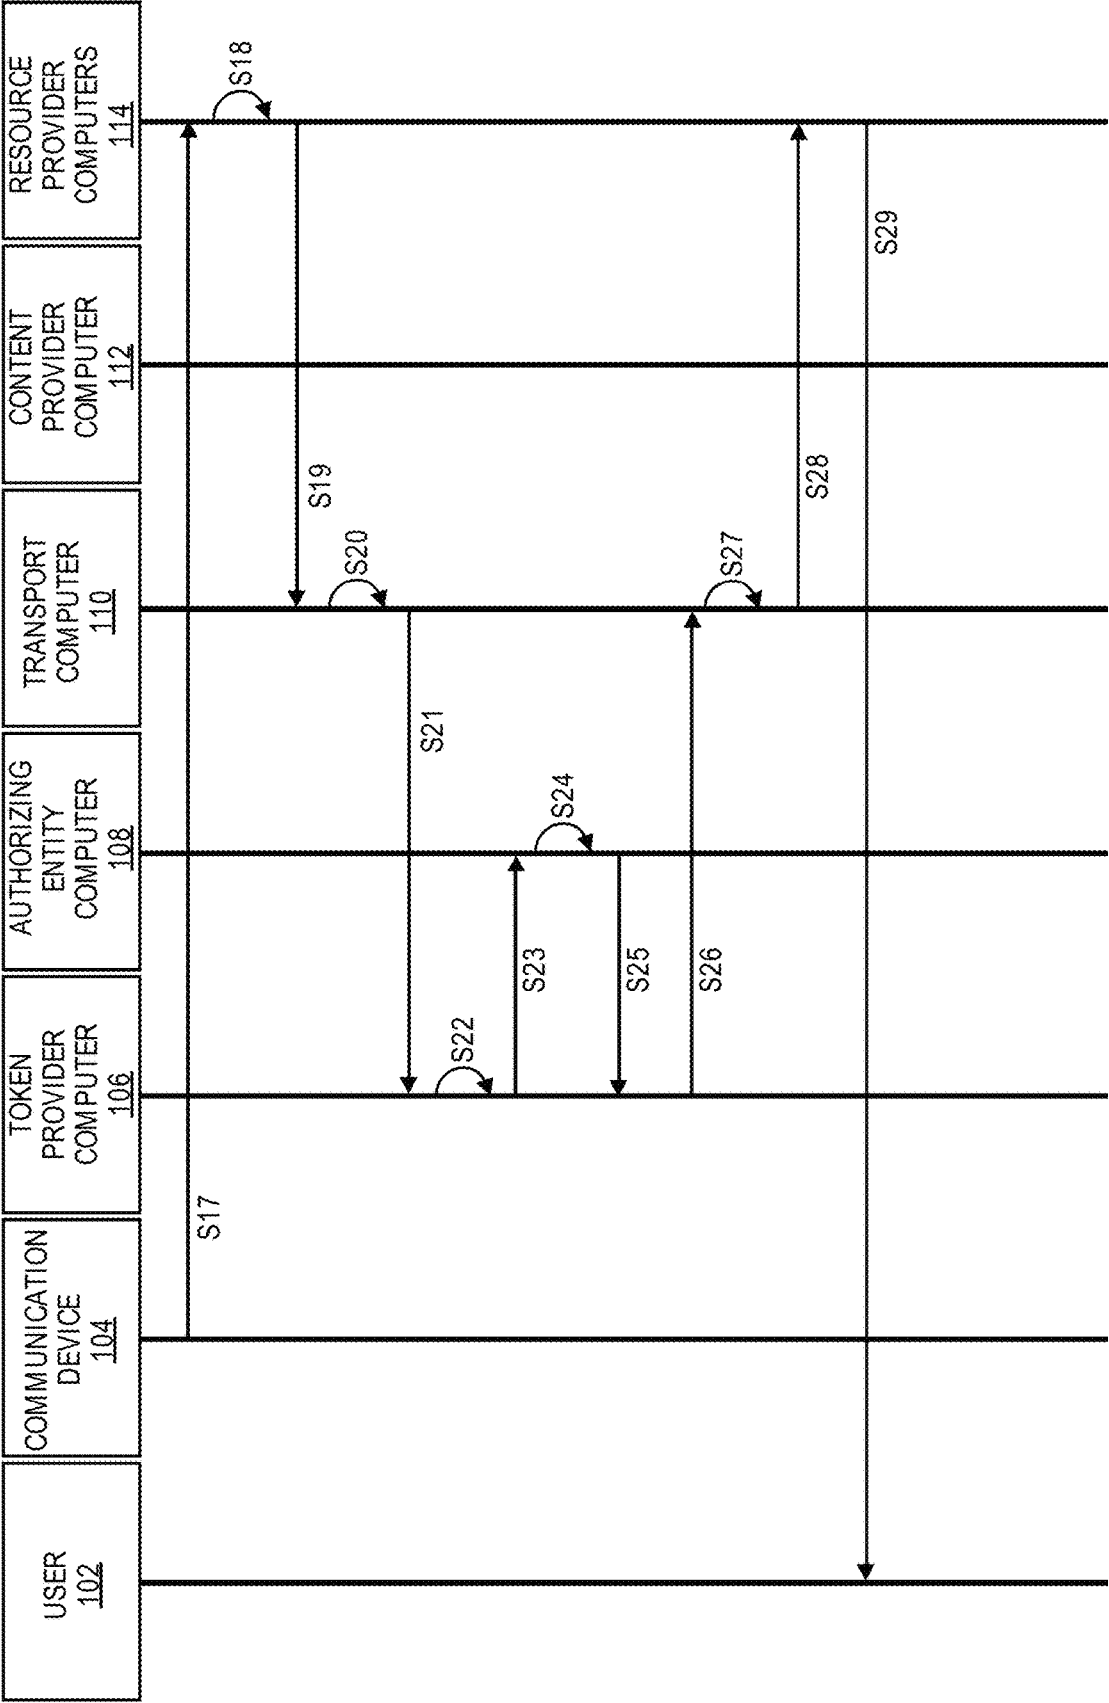 USER
102
COMMUNICATION
DEVICE
104
TOKEN
PROVIDER
COMPUTER
106
AUTHORIZING
ENTITY
COMPUTER
108
TRANSPORT
COMPUTER
110
CONTENT
PROVIDER
COMPUTER
112
RESOURCE
PROVIDER
COMPUTERS
114
S17
S18
S19
S20
S21
S22
S23
S24
S25
S26
S27
S28
S29